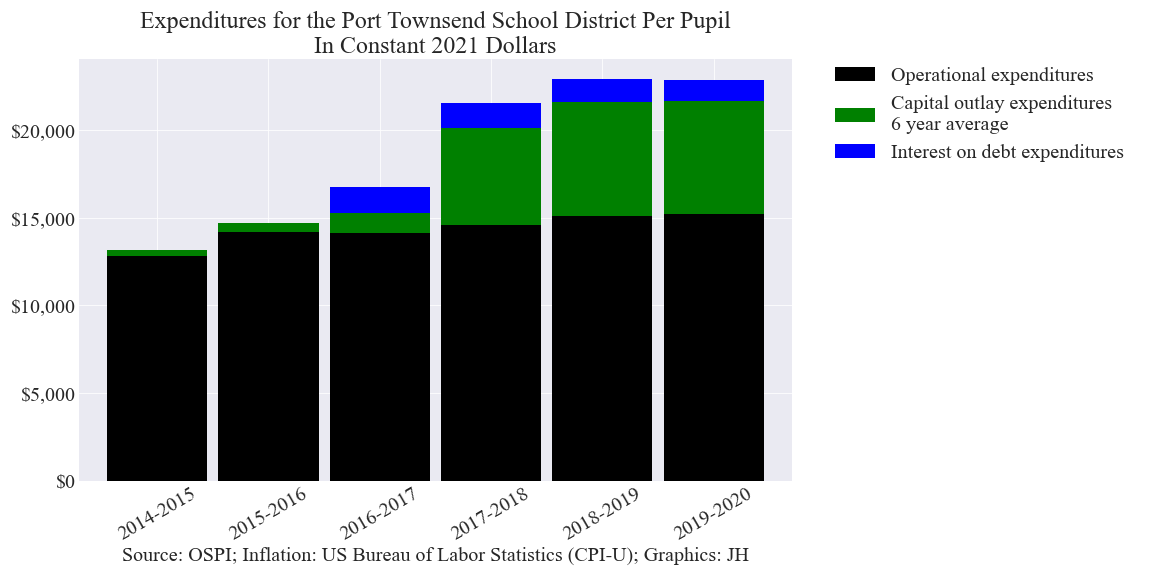 Expenditures for the Port Townsend School District Per Pupil
In Constant 2021 Dollars
Operational expenditures
Capital outlay expenditures
6 year average
Interest on debt expenditures
$20,000
$15,000
$10,000
$5,000
$0
2014-2015
2015-2016
2016-2017
2017-2018
2018-2019
2019-2020
Source: OSPI; Inflation: US Bureau of Labor Statistics (CPI-U); Graphics: JH